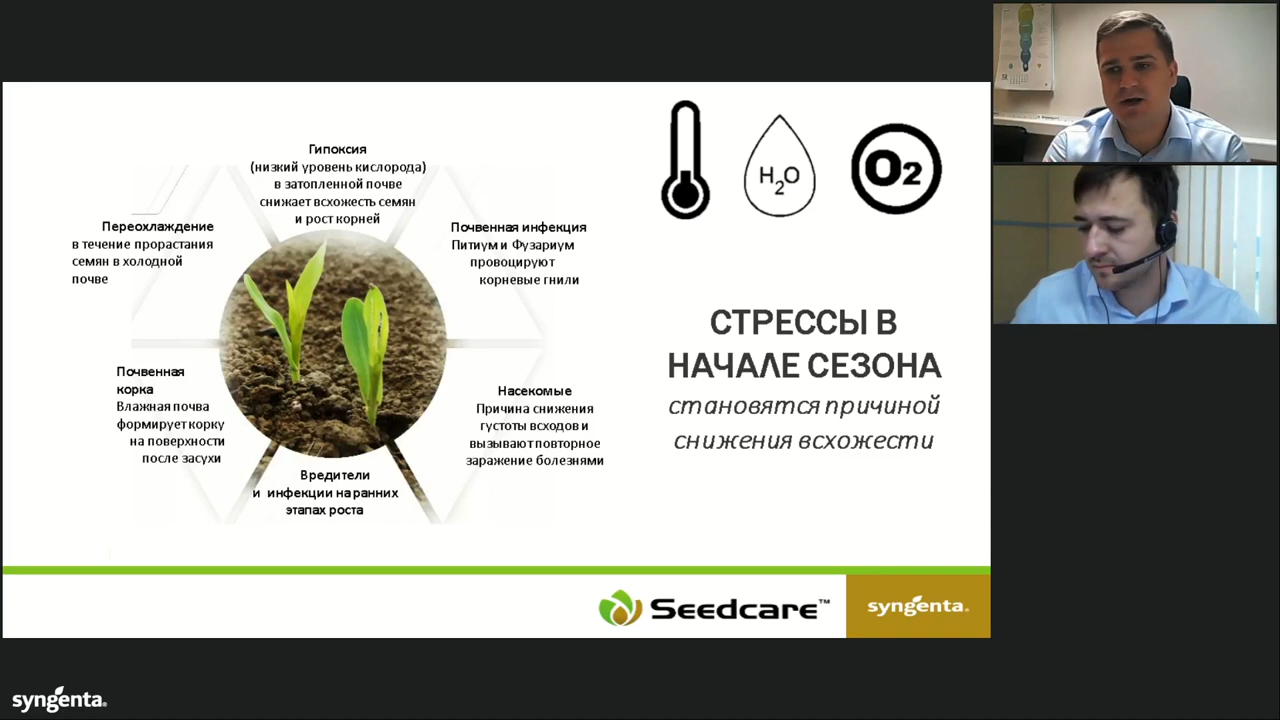 Гипоксия
(низкий уровень кислорода)
в затопленной почве
снижает всхожесть семян
и рост корней
Переохлаждение
в течение прорастания
семян в холодной
почве
Почвенная инфекция
Питиум и Фузариум
провоцируют
корневые гнили
Почвенная
корка
Влажная почва
формирует корку
на поверхности
после засухи
Насекомые
Причина снижения
густоты всходов и
вызывают повторное
заражение болезнями
Вредители
и инфекции на ранних
этапах роста
H2O
O2
СТРЕССЫ В
НАЧАЛЕ СЕЗОНА
становятся причиной
снижения всхожести
Seedcare™
syngenta®
syngenta®